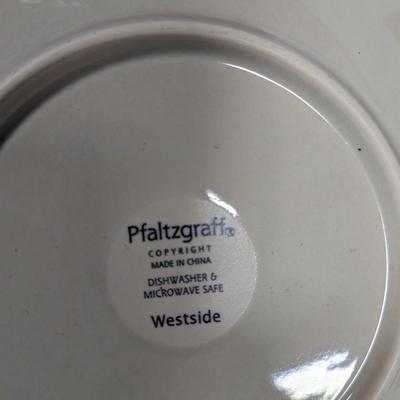 Pfaltzgraff®
COPYRIGHT
MADE IN CHINA
DISHWASHER &
MICROWAVE SAFE
Westside